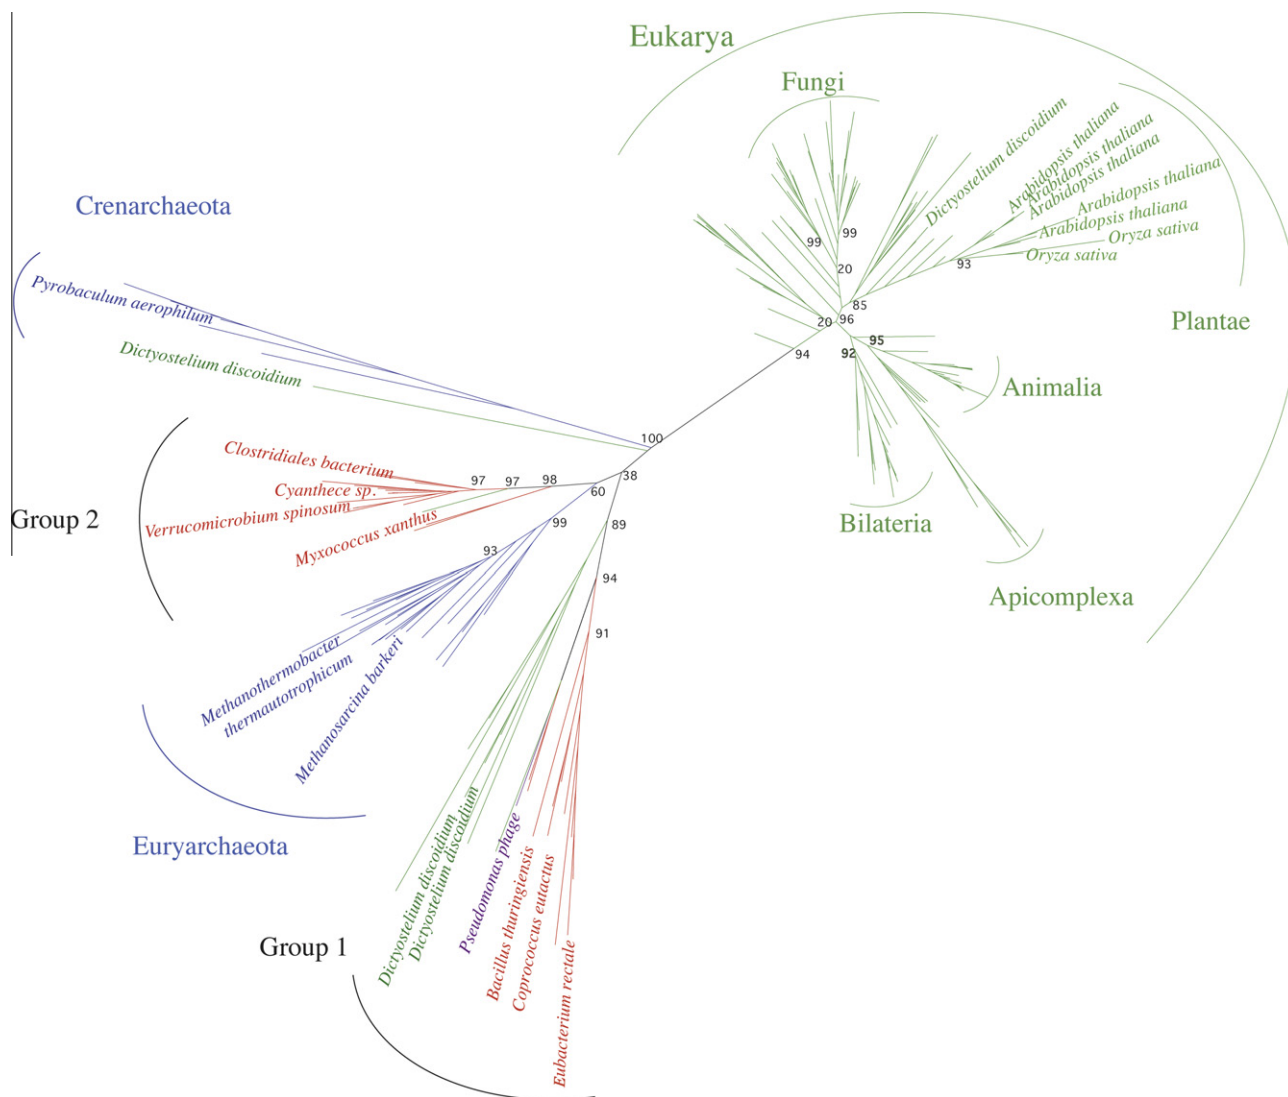 Eukarya
Fungi
Dictyostelium discoidium
Arabidopsis thaliana
Arabidopsis thaliana
Arabidopsis thaliana
Arabidopsis thaliana
Arabidopsis thaliana
Oryza sativa
Oryza sativa
99
99
20
93
85
96
20
94
92
95
Plantae
Animalia
Bilateria
Apicomplexa
Crenarchaeota
Pyrobaculum aerophilum
Dictyostelium discoidium
100
38
60
Clostridiales bacterium
Cyanthece sp.
Verrucomicrobium spinosum
Myxococcus xanthus
97
97
98
Group 2
99
93
89
94
91
Methanothermobacter
thermautotrophicum
Methanosarcina barkeri
Euryarchaeota
Dictyostelium discoidium
Dictyostelium discoidium
Pseudomonas phage
Bacillus thuringiensis
Coprococcus eutactus
Eubacterium rectale
Group 1